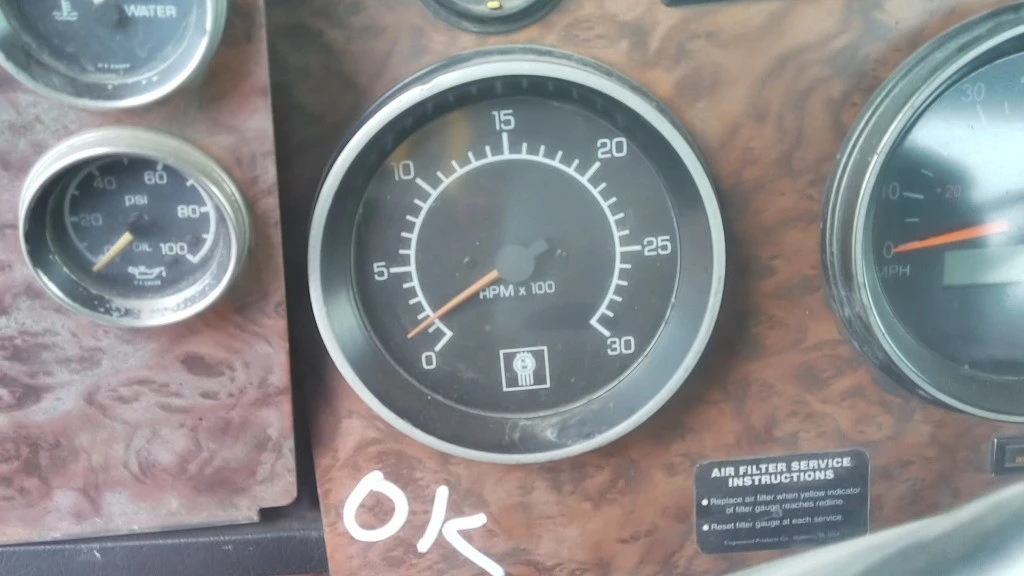 WATER
40
60
psi
20
80
OIL
100
15
10
20
5
25
RPM x 100
0
30
30
10
20
0
MPH
OK
AIR FILTER SERVICE
INSTRUCTIONS
Replace air filter when yellow indicator
of filter gauge reaches redline.
Reset filter gauge at each service.